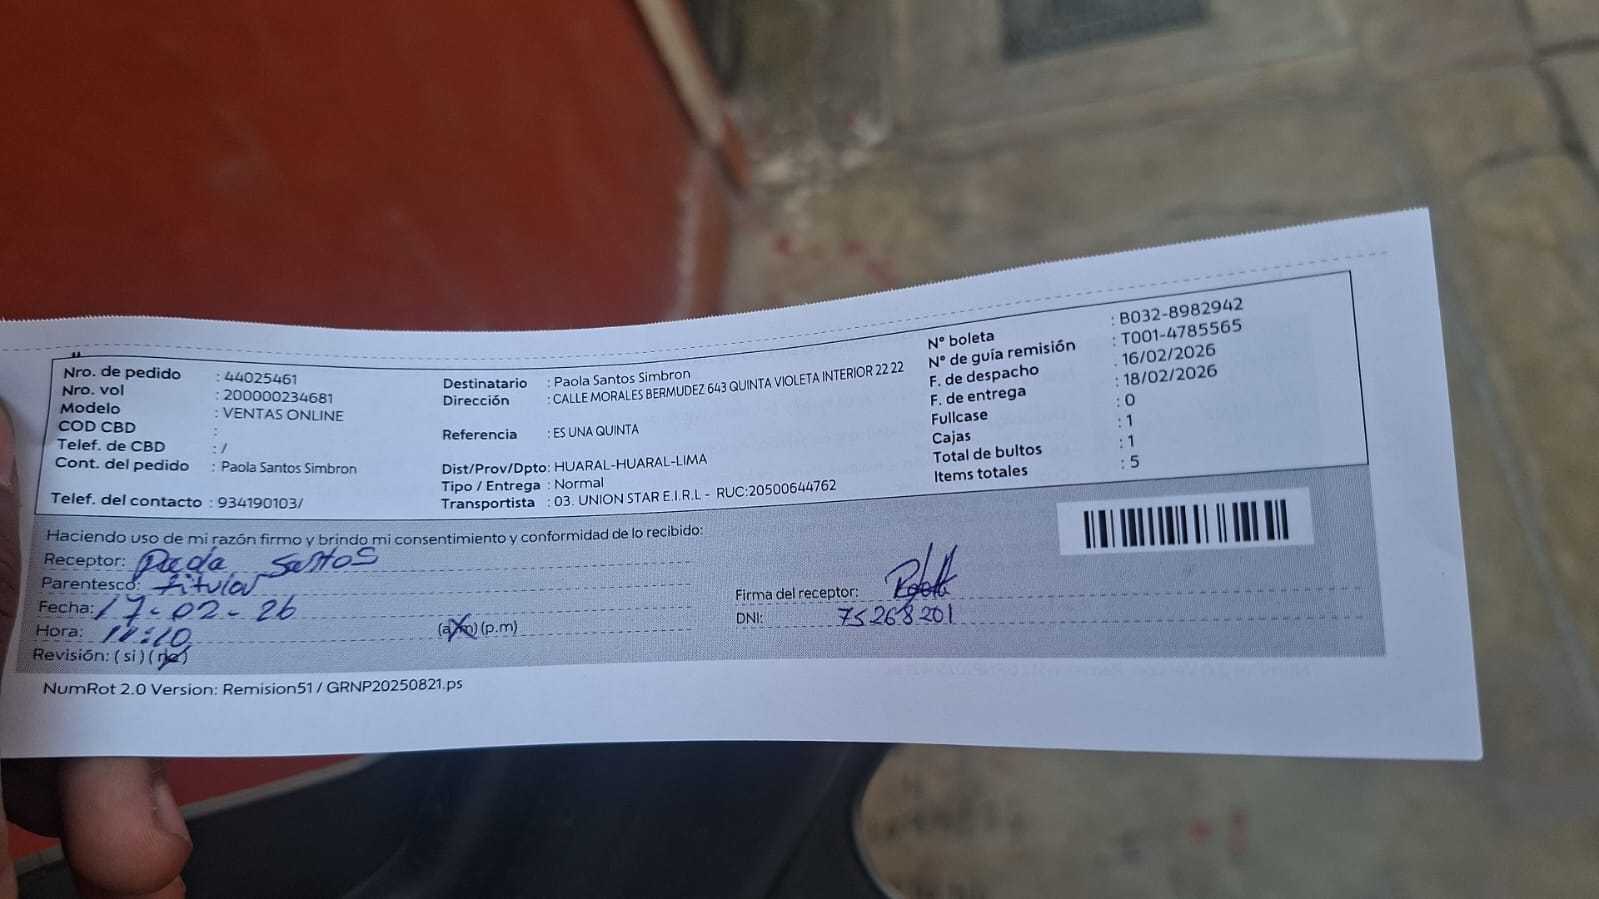 Nro. de pedido : 44025461
Nro. vol : 200000234681
Modelo : VENTAS ONLINE
COD CBD :
Telef. de CBD : /
Cont. del pedido : Paola Santos Simbron
Telef. del contacto : 934190103/
Destinatario : Paola Santos Simbron
Dirección : CALLE MORALES BERMUDEZ 643 QUINTA VIOLETA INTERIOR 22 22
Referencia : ES UNA QUINTA
Dist/Prov/Dpto: HUARAL-HUARAL-LIMA
Tipo / Entrega : Normal
Transportista : 03. UNION STAR E.I.R.L - RUC:20500644762
N° boleta : B032-8982942
N° de guía remisión : T001-4785565
F. de despacho : 16/02/2026
F. de entrega : 18/02/2026
Fullcase : 0
Cajas : 1
Total de bultos : 1
Items totales : 5
Haciendo uso de mi razón firmo y brindo mi consentimiento y conformidad de lo recibido:
Receptor: Santos
Parentesco: titular
Fecha: 17-02-26
Hora: 11:10 (a.m) (p.m)
Revisión: ( si ) ( no )
Firma del receptor:
DNI: 75268201
NumRot 2.0 Version: Remision51 / GRNP20250821.ps